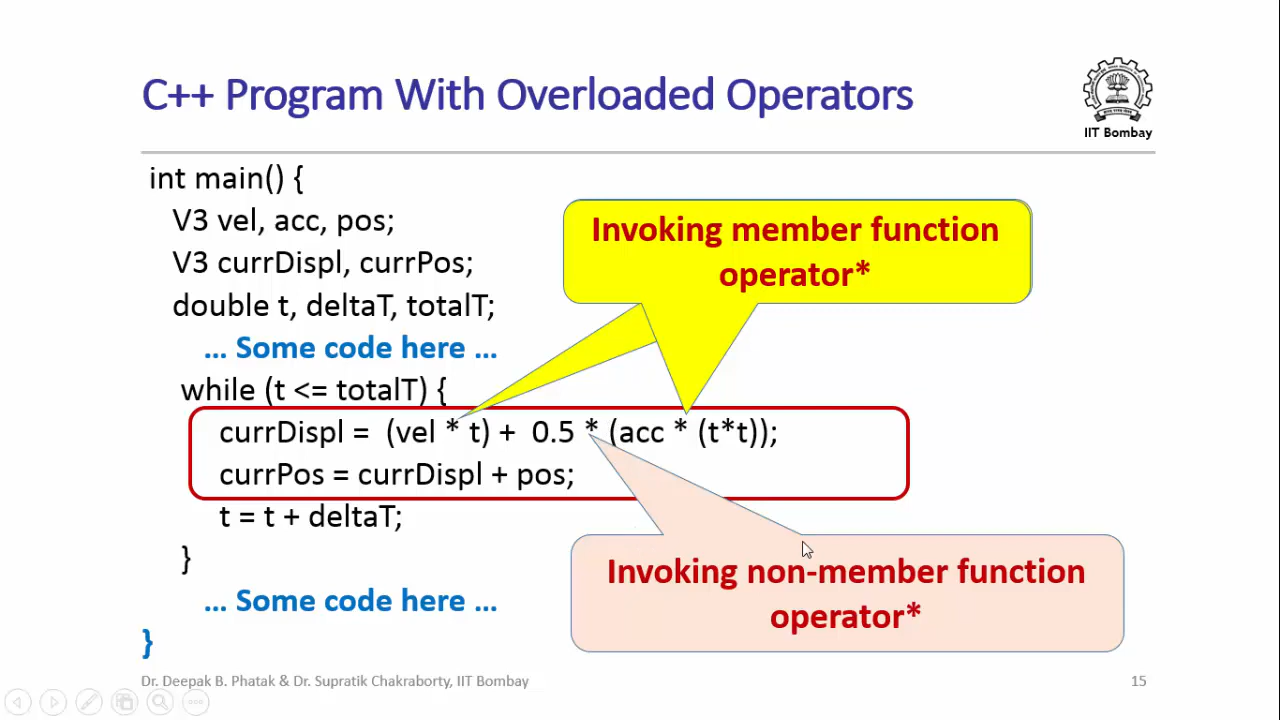 C++ Program With Overloaded Operators
IIT Bombay
int main() {
V3 vel, acc, pos;
V3 currDispl, currPos;
double t, deltaT, totalT;
... Some code here ...
while (t <= totalT) {
currDispl = (vel * t) + 0.5 * (acc * (t*t));
currPos = currDispl + pos;
t = t + deltaT;
}
... Some code here ...
}
Invoking member function
operator*
Invoking non-member function
operator*
Dr. Deepak B. Phatak & Dr. Supratik Chakraborty, IIT Bombay
15